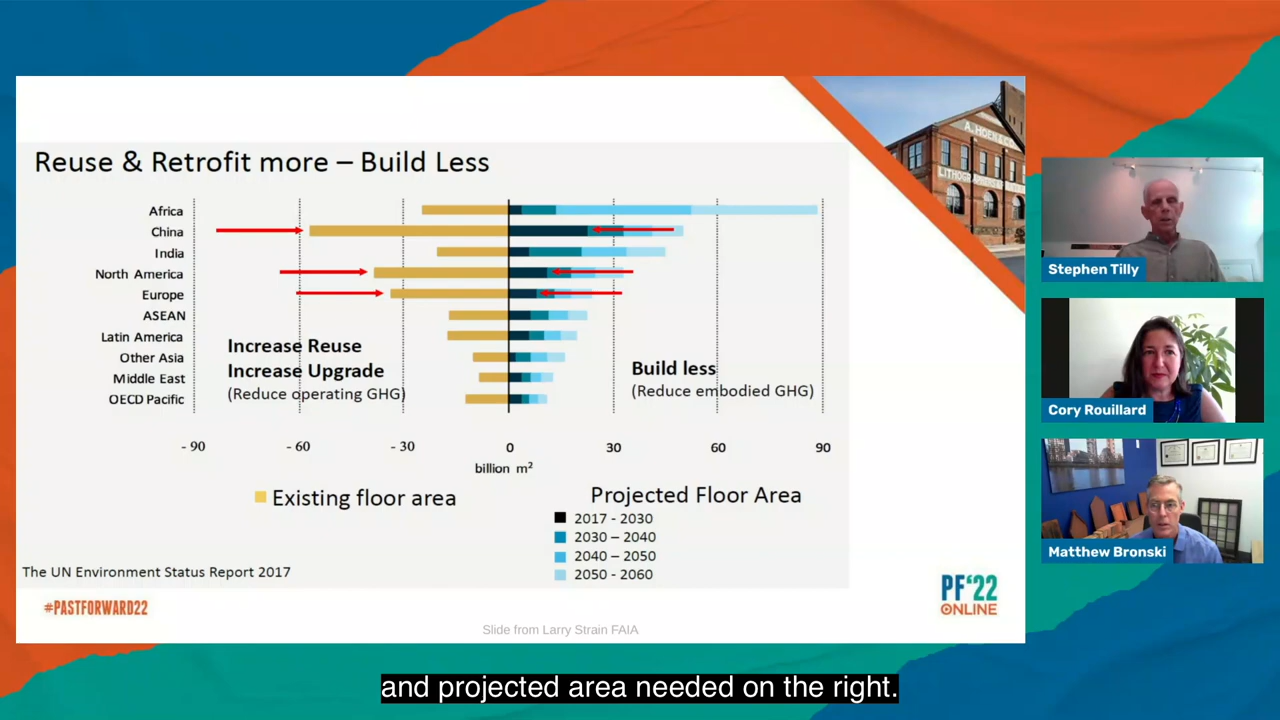 Reuse & Retrofit more – Build Less
Africa
China
India
North America
Europe
ASEAN
Latin America
Other Asia
Middle East
OECD Pacific
Increase Reuse
Increase Upgrade
(Reduce operating GHG)
Build less
(Reduce embodied GHG)
- 90
- 60
- 30
0
30
60
90
billion m²
Existing floor area
Projected Floor Area
2017 - 2030
2030 – 2040
2040 – 2050
2050 - 2060
The UN Environment Status Report 2017
#PASTFORWARD22
Slide from Larry Strain FAIA
PF‘22
ONLINE
A. HOEN & CO.
Stephen Tilly
Cory Rouillard
Matthew Bronski
and projected area needed on the right.